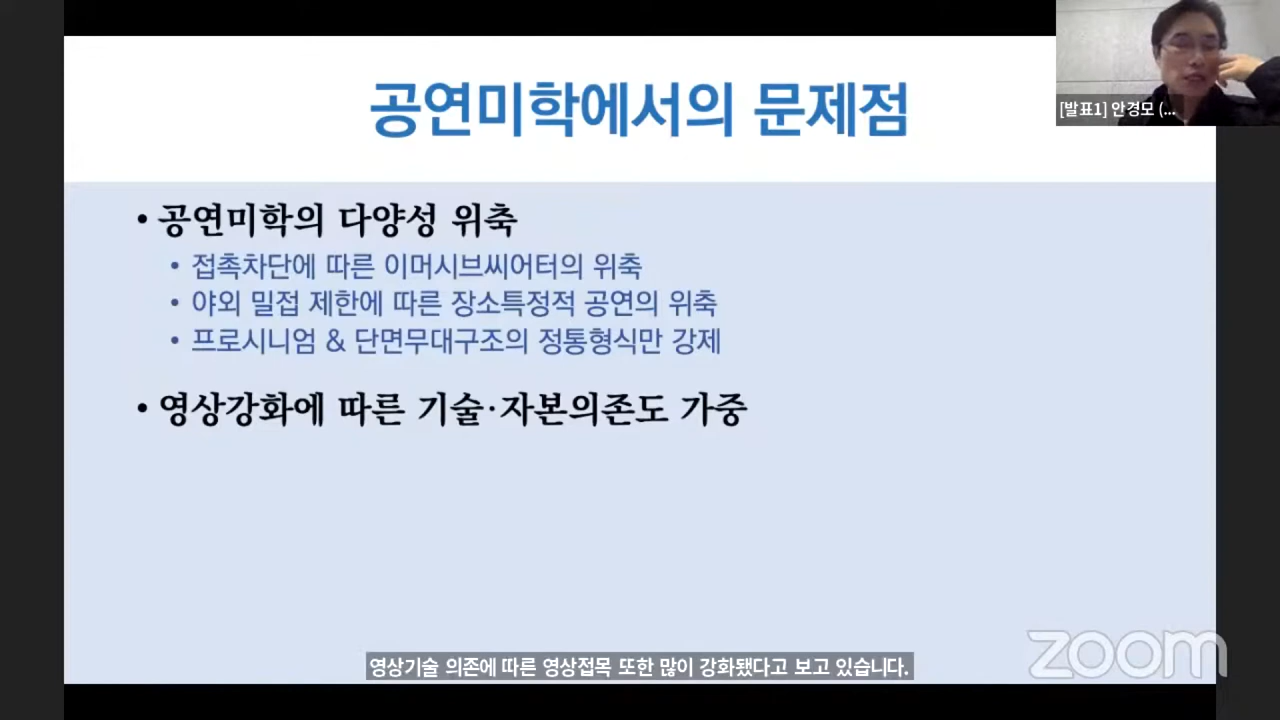 공연미학에서의 문제점
[발표1] 안경모 (...
• 공연미학의 다양성 위축
• 접촉차단에 따른 이머시브씨어터의 위축
• 야외 밀접 제한에 따른 장소특정적 공연의 위축
• 프로시니엄 & 단면무대구조의 정통형식만 강제
• 영상강화에 따른 기술·자본의존도 가중
zoom
영상기술 의존에 따른 영상접목 또한 많이 강화됐다고 보고 있습니다.